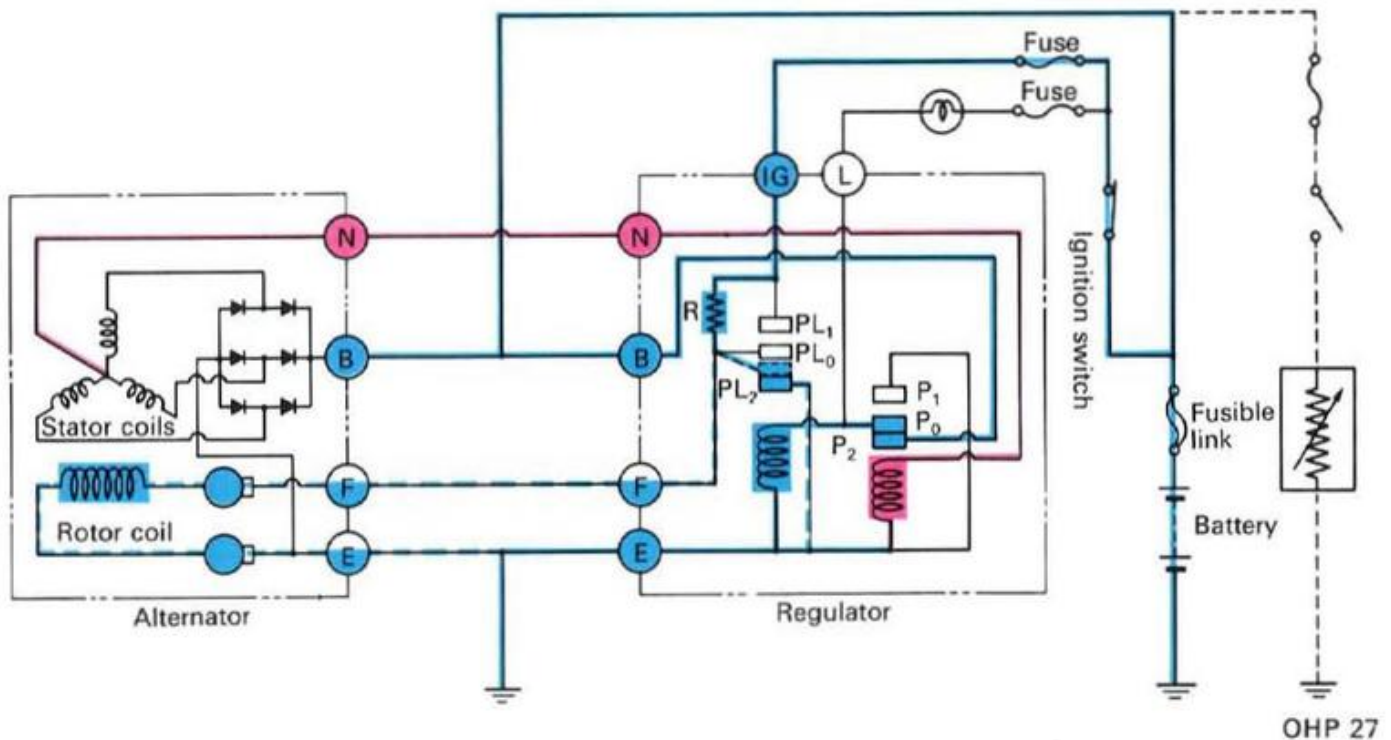 Fuse
Fuse
IG
L
N
N
Ignition switch
R
PL₁
PL₀
B
B
PL₂
P₁
P₀
P₂
Fusible
link
Stator coils
F
F
Rotor coil
Battery
E
E
Alternator
Regulator
OHP 27